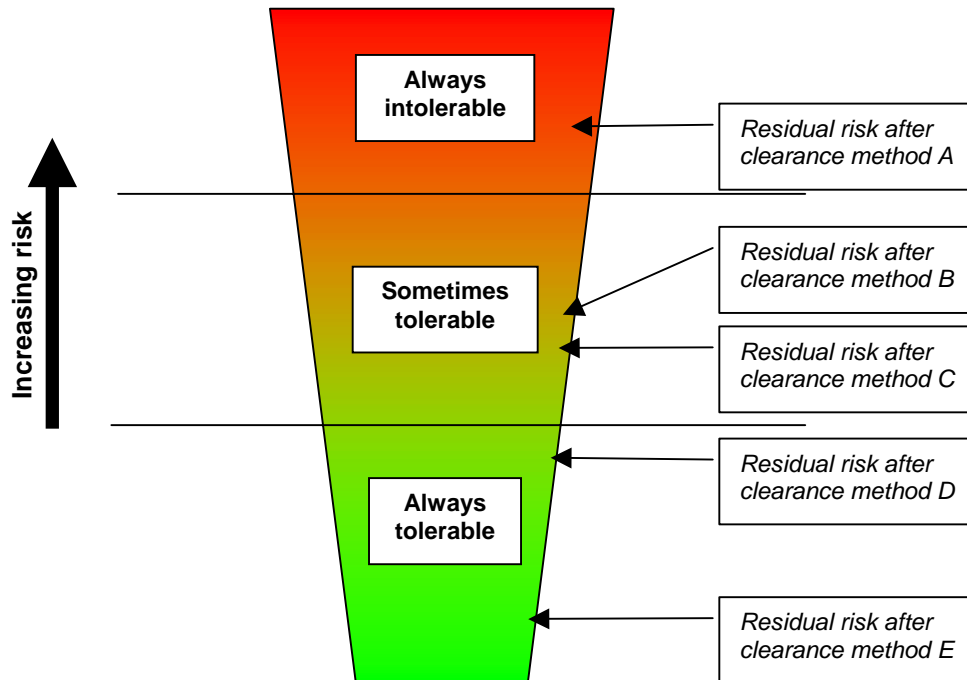 Always
intolerable
Residual risk after
clearance method A
Increasing risk
Residual risk after
clearance method B
Sometimes
tolerable
Residual risk after
clearance method C
Residual risk after
clearance method D
Always
tolerable
Residual risk after
clearance method E